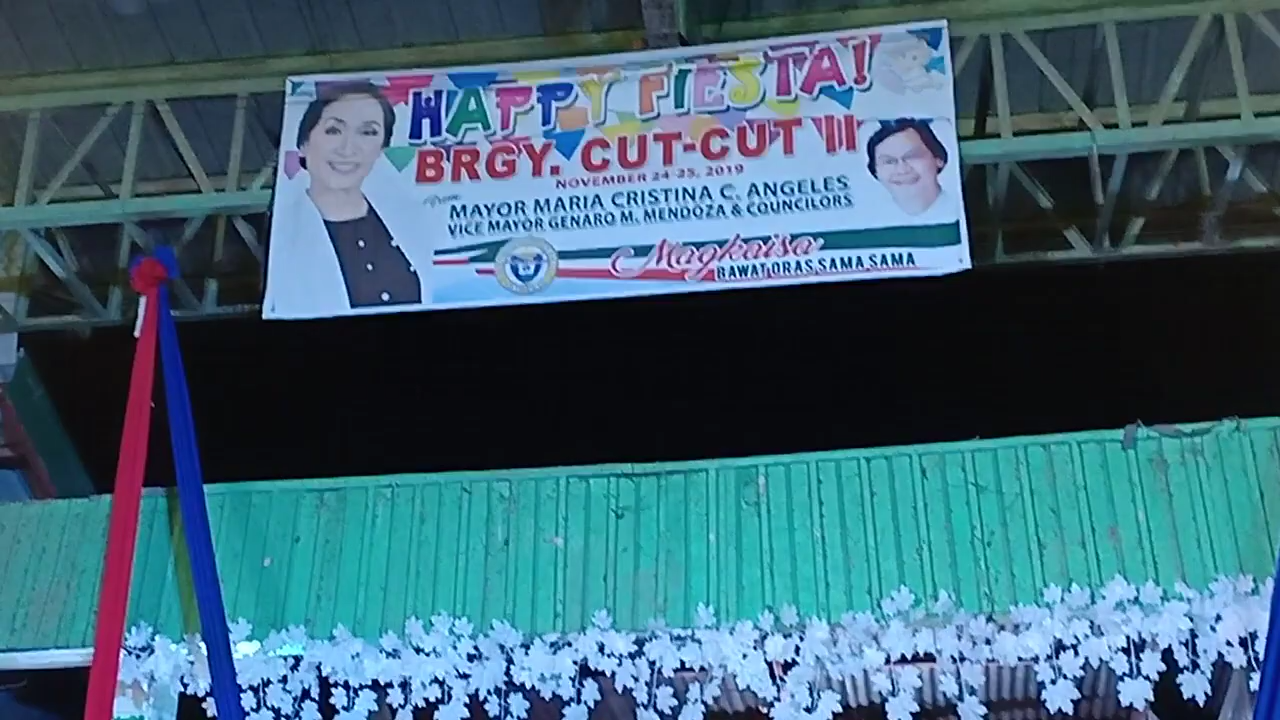 HAPPY FIESTA!
BRGY. CUT-CUT II
NOVEMBER 24-25, 2019
From:
MAYOR MARIA CRISTINA C. ANGELES
VICE MAYOR GENARO M. MENDOZA & COUNCILORS
Magkaisa
BAWAT ORAS, SAMA SAMA